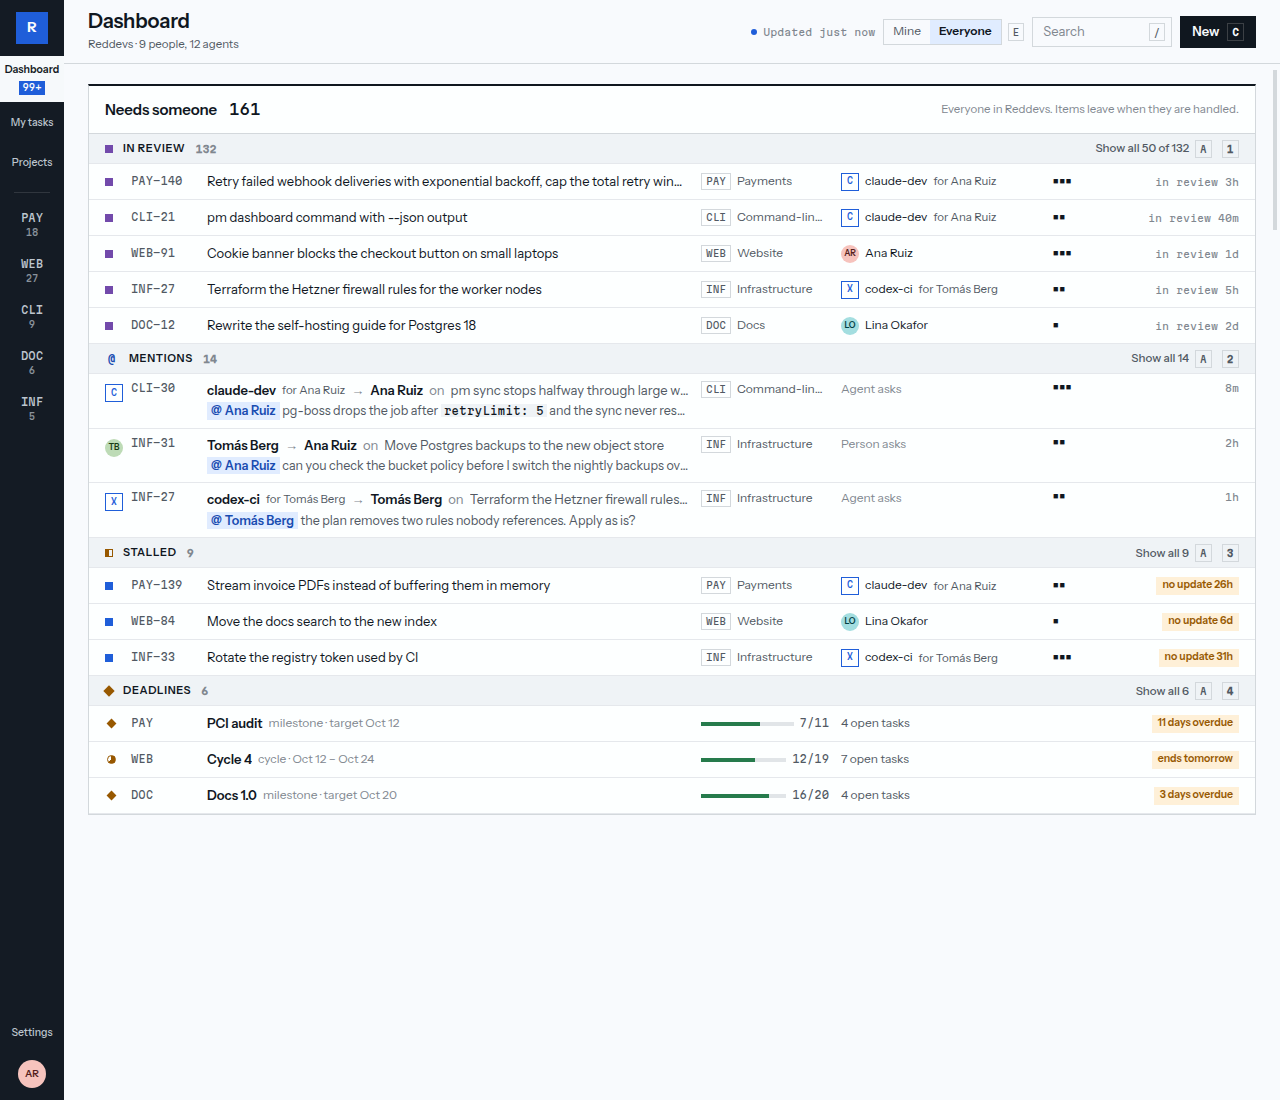 R
Dashboard
99+
My tasks
Projects
PAY
18
WEB
27
CLI
9
DOC
6
INF
5
Settings
AR
Dashboard
Reddevs · 9 people, 12 agents
Updated just now
Mine Everyone E
Search /
New C
Needs someone 161
Everyone in Reddevs. Items leave when they are handled.
IN REVIEW 132 Show all 50 of 132 A 1
PAY-140 Retry failed webhook deliveries with exponential backoff, cap the total retry win... PAY Payments C claude-dev for Ana Ruiz in review 3h
CLI-21 pm dashboard command with --json output CLI Command-lin... C claude-dev for Ana Ruiz in review 40m
WEB-91 Cookie banner blocks the checkout button on small laptops WEB Website AR Ana Ruiz in review 1d
INF-27 Terraform the Hetzner firewall rules for the worker nodes INF Infrastructure X codex-ci for Tomás Berg in review 5h
DOC-12 Rewrite the self-hosting guide for Postgres 18 DOC Docs LO Lina Okafor in review 2d
@ MENTIONS 14 Show all 14 A 2
C CLI-30 claude-dev for Ana Ruiz → Ana Ruiz on pm sync stops halfway through large w... CLI Command-lin... Agent asks 8m
@ Ana Ruiz pg-boss drops the job after retryLimit: 5 and the sync never res...
TB INF-31 Tomás Berg → Ana Ruiz on Move Postgres backups to the new object store INF Infrastructure Person asks 2h
@ Ana Ruiz can you check the bucket policy before I switch the nightly backups ov...
X INF-27 codex-ci for Tomás Berg → Tomás Berg on Terraform the Hetzner firewall rules... INF Infrastructure Agent asks 1h
@ Tomás Berg the plan removes two rules nobody references. Apply as is?
STALLED 9 Show all 9 A 3
PAY-139 Stream invoice PDFs instead of buffering them in memory PAY Payments C claude-dev for Ana Ruiz no update 26h
WEB-84 Move the docs search to the new index WEB Website LO Lina Okafor no update 6d
INF-33 Rotate the registry token used by CI INF Infrastructure X codex-ci for Tomás Berg no update 31h
DEADLINES 6 Show all 6 A 4
PAY PCI audit milestone · target Oct 12 7/11 4 open tasks 11 days overdue
WEB Cycle 4 cycle · Oct 12 – Oct 24 12/19 7 open tasks ends tomorrow
DOC Docs 1.0 milestone · target Oct 20 16/20 4 open tasks 3 days overdue